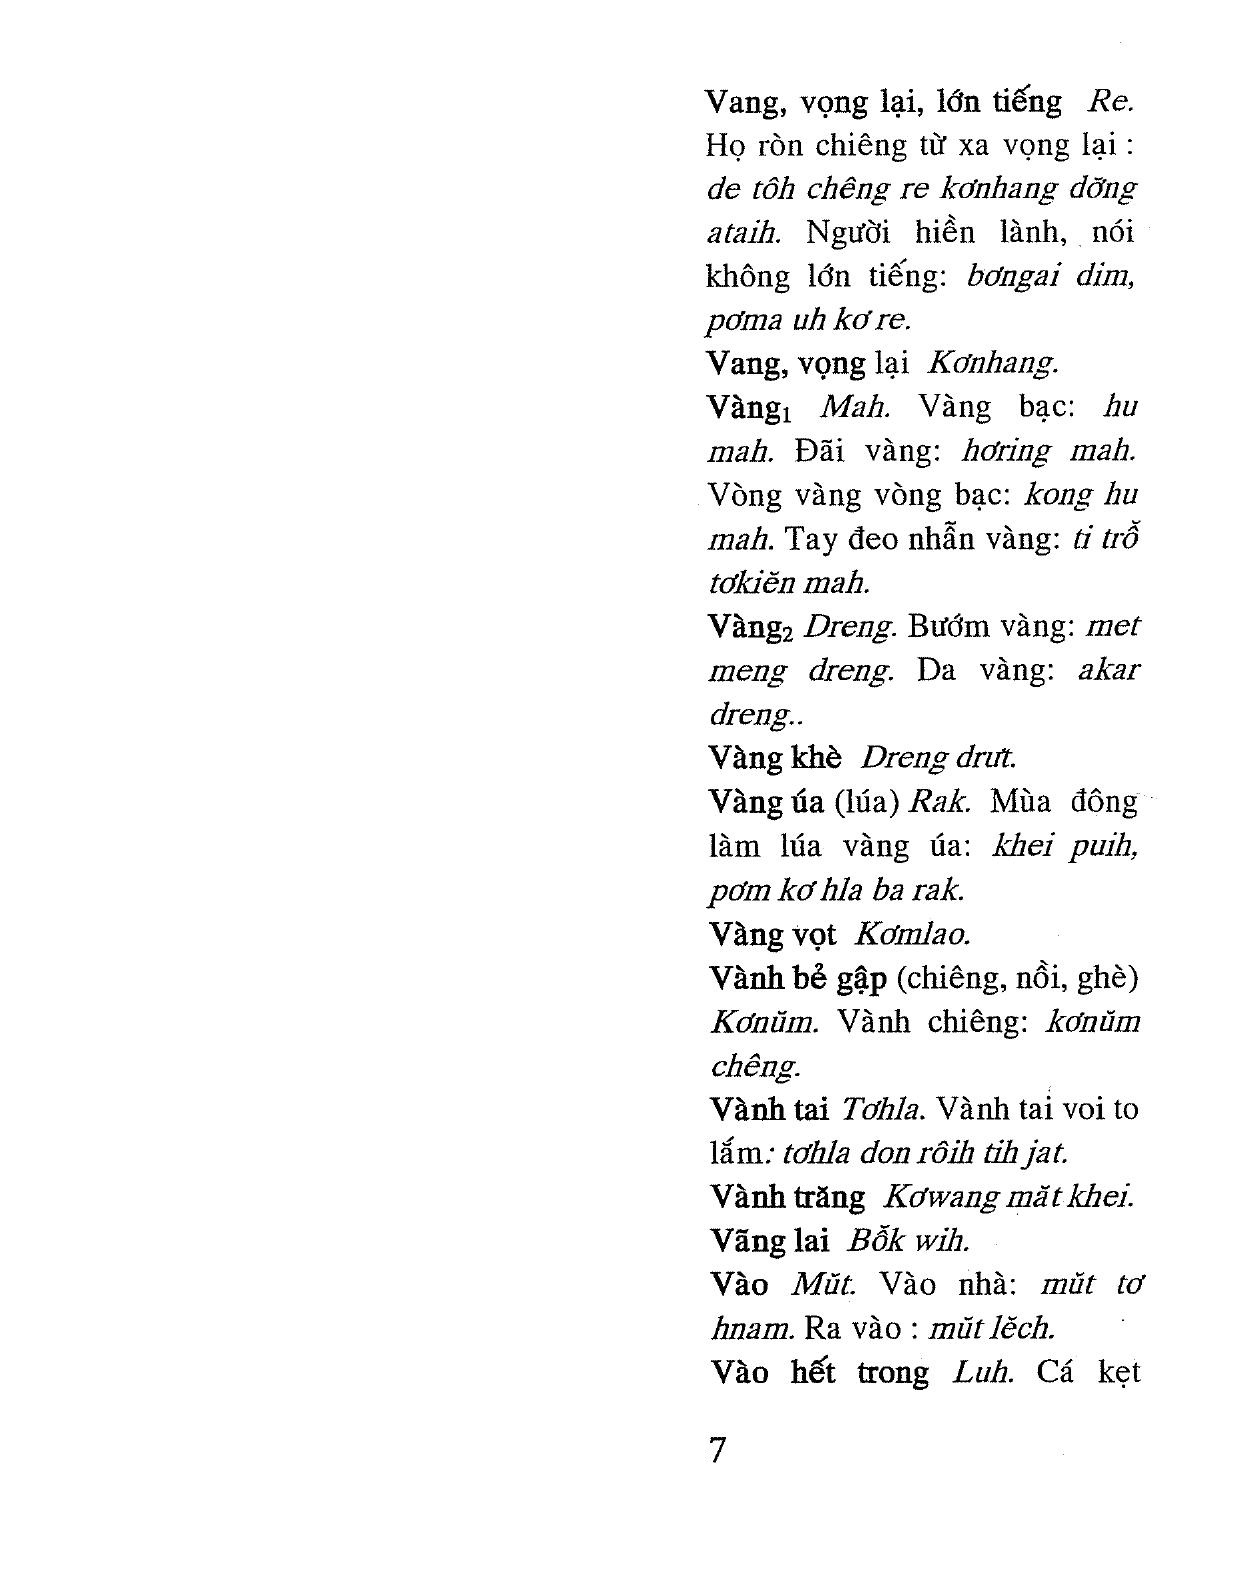 Vang, vọng lại, lớn tiếng Re.
Họ ròn chiêng từ xa vọng lại :
de tôh chêng re kơnhang dơ̆ng
ataih. Người hiền lành, nói
không lớn tiếng: bơngai dim,
pơma uh kơ re.
Vang, vọng lại Kơnhang.
Vàng₁ Mah. Vàng bạc: hu
mah. Đãi vàng: hơring mah.
Vòng vàng vòng bạc: kong hu
mah. Tay đeo nhẫn vàng: ti trô̆
tơkiĕn mah.
Vàng₂ Dreng. Bướm vàng: met
meng dreng. Da vàng: akar
dreng..
Vàng khè Dreng drưt.
Vàng úa (lúa) Rak. Mùa đông
làm lúa vàng úa: khei puih,
pơm kơ hla ba rak.
Vàng vọt Kơmlao.
Vành bẻ gập (chiêng, nồi, ghè)
Kơnŭm. Vành chiêng: kơnŭm
chêng.
Vành tai Tơhla. Vành tai voi to
lắm: tơhla don rôih tih jat.
Vành trăng Kơwang măt khei.
Vãng lai Bô̆k wih.
Vào Mŭt. Vào nhà: mŭt tơ
hnam. Ra vào : mŭt lĕch.
Vào hết trong Luh. Cá kẹt
7